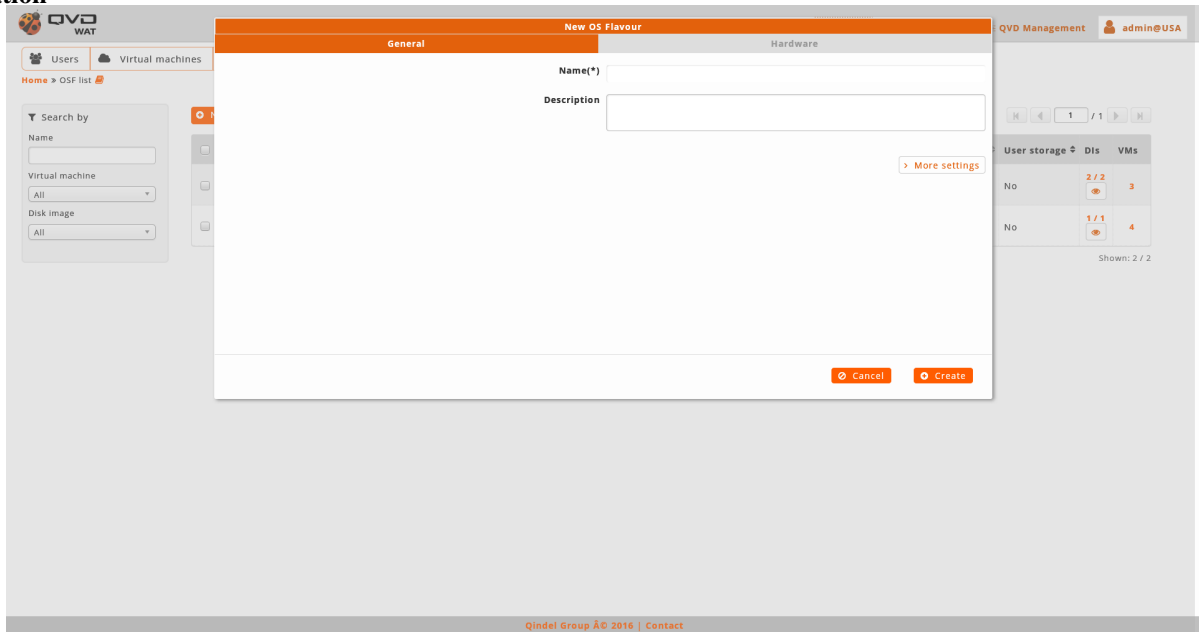 QVD
WAT
New OS Flavour
QVD Management
admin@USA
General
Hardware
Users
Virtual machines
Home » OSF list
Name(*)
Description
Search by
1 / 1
Name
User storage
DIs
VMs
More settings
Virtual machine
All
No
2 / 2
3
Disk image
All
No
1 / 1
4
Shown: 2 / 2
Cancel
Create
Qindel Group Â© 2016 | Contact